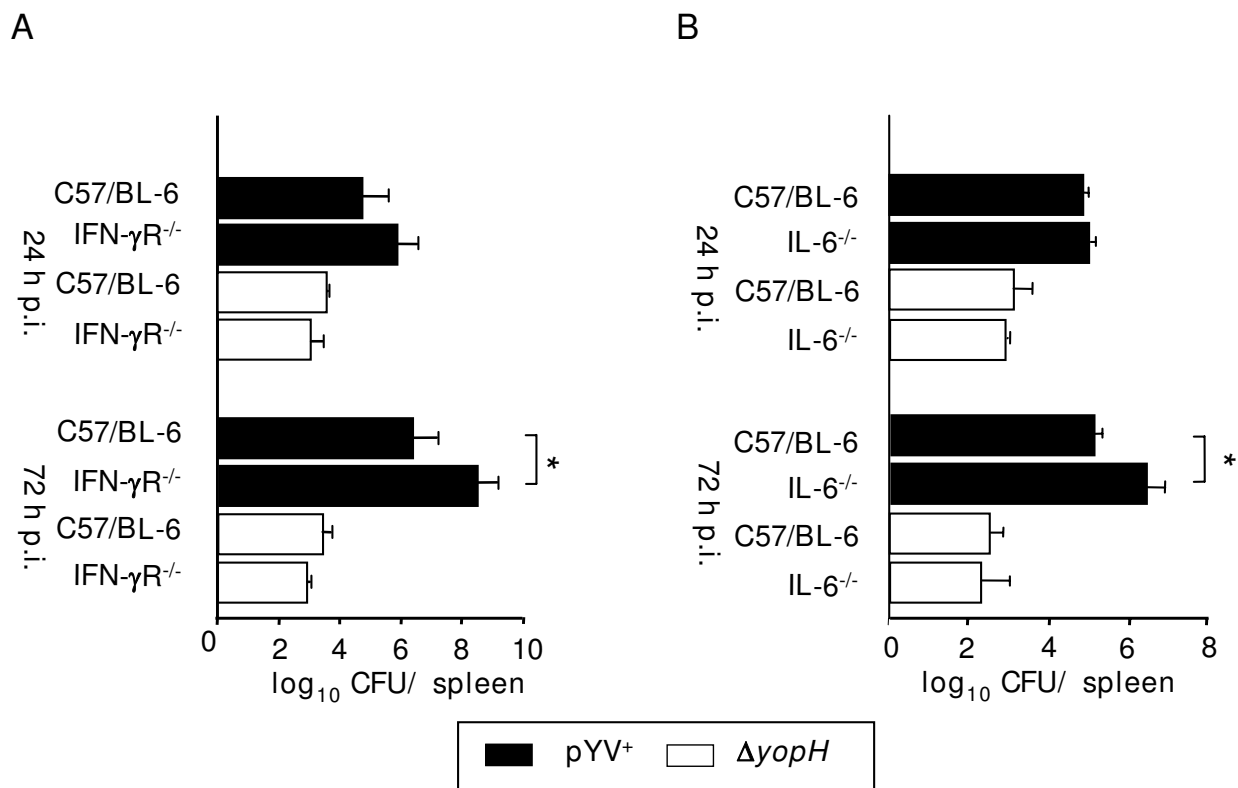 A
C57/BL-6
IFN-γR-/-
C57/BL-6
IFN-γR-/-
24 h p.i.
C57/BL-6
IFN-γR-/-
C57/BL-6
IFN-γR-/-
72 h p.i.
*
0 2 4 6 8 10
log10 CFU/ spleen
B
C57/BL-6
IL-6-/-
C57/BL-6
IL-6-/-
24 h p.i.
C57/BL-6
IL-6-/-
C57/BL-6
IL-6-/-
72 h p.i.
*
0 2 4 6 8
log10 CFU/ spleen
pYV+ ΔyopH